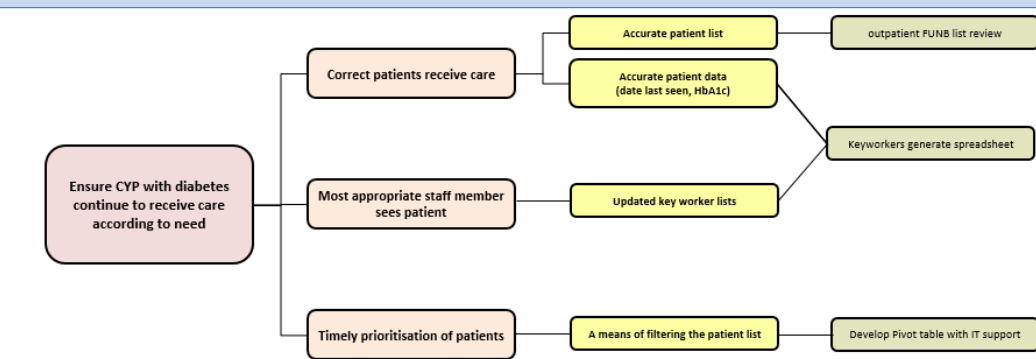 Accurate patient list
outpatient FUNB list review
Correct patients receive care
Accurate patient data
(date last seen, HbA1c)
Keyworkers generate spreadsheet
Ensure CYP with diabetes
continue to receive care
according to need
Most appropriate staff member
sees patient
Updated key worker lists
Timely prioritisation of patients
A means of filtering the patient list
Develop Pivot table with IT support